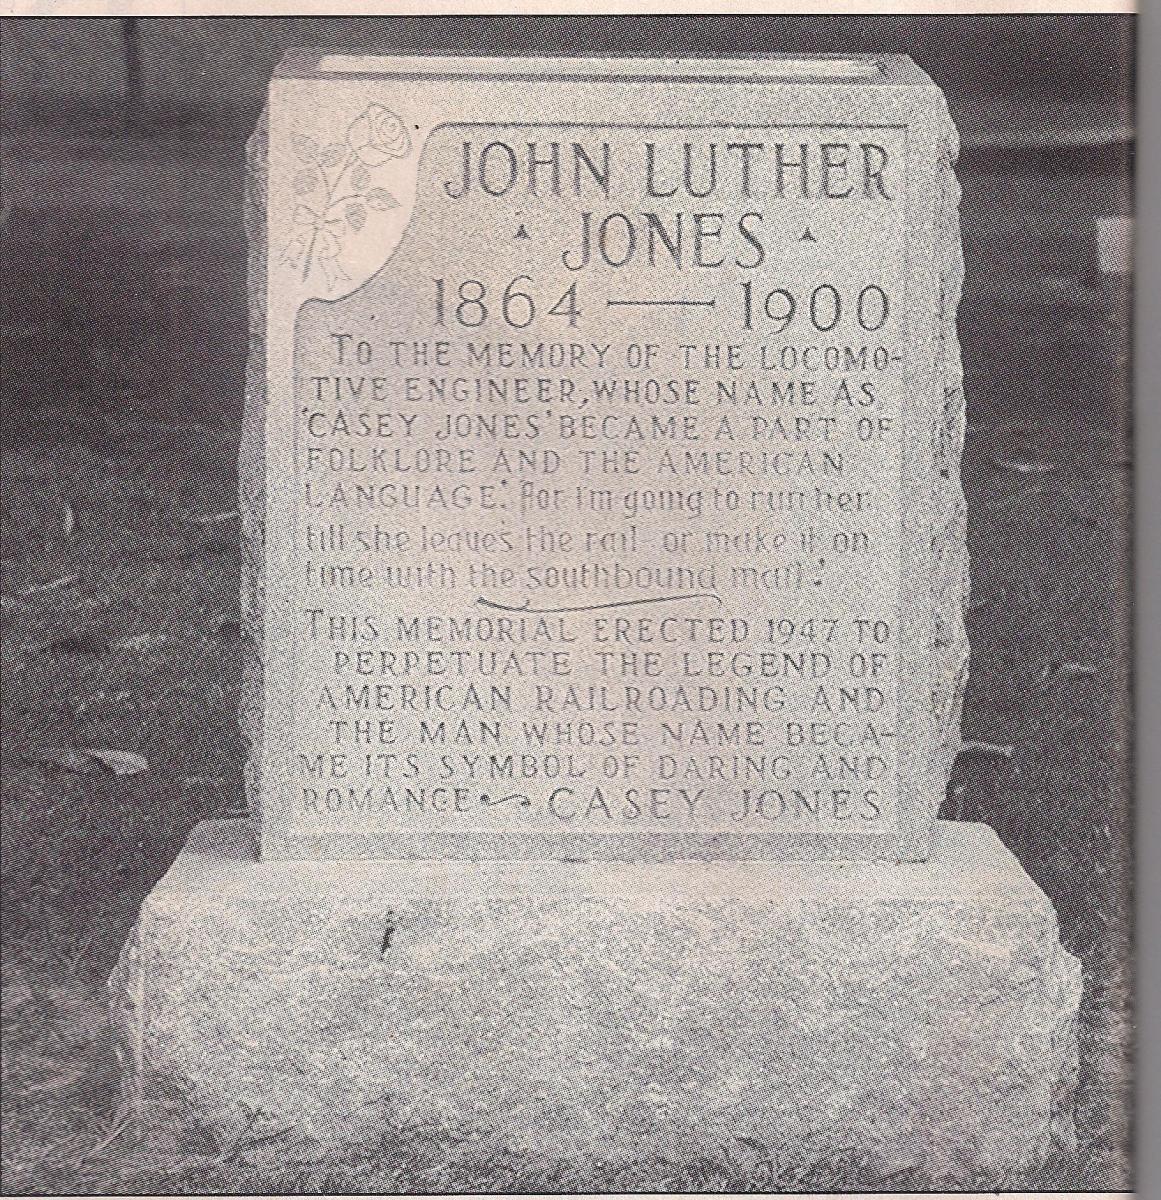 JOHN LUTHER
JONES
1864 — 1900
TO THE MEMORY OF THE LOCOMO-
TIVE ENGINEER, WHOSE NAME AS
'CASEY JONES' BECAME A PART OF
FOLKLORE AND THE AMERICAN
LANGUAGE. 'For I'm going to run her
till she leaves the rail - or make it on
time with the southbound mail.'
THIS MEMORIAL ERECTED 1947 TO
PERPETUATE THE LEGEND OF
AMERICAN RAILROADING AND
THE MAN WHOSE NAME BECA-
ME ITS SYMBOL OF DARING AND
ROMANCE ~ CASEY JONES